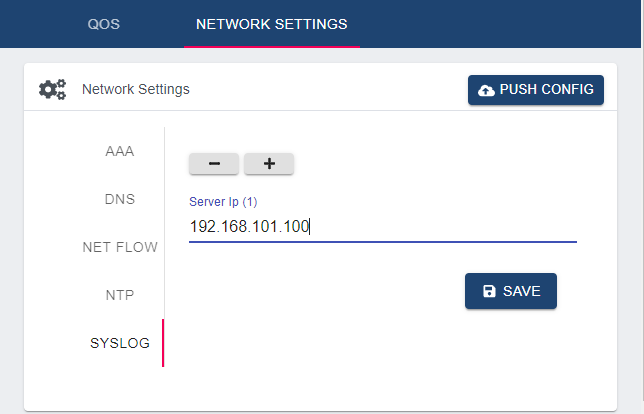 QOS
NETWORK SETTINGS
Network Settings
PUSH CONFIG
AAA
DNS
NET FLOW
NTP
SYSLOG
Server Ip (1)
192.168.101.100
SAVE